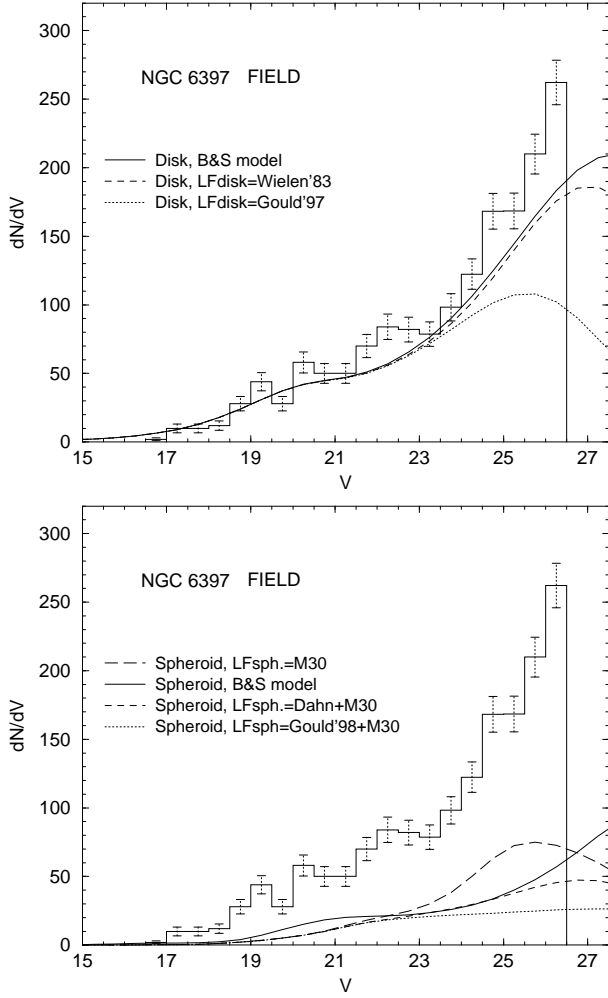 300
250
200
150
100
50
0
dN/dV
NGC 6397 FIELD
Disk, B&S model
Disk, LFdisk=Wielen'83
Disk, LFdisk=Gould'97
15 17 19 21 23 25 27
V
300
250
200
150
100
50
0
dN/dV
NGC 6397 FIELD
Spheroid, LFsph.=M30
Spheroid, B&S model
Spheroid, LFsph.=Dahn+M30
Spheroid, LFsph=Gould'98+M30
15 17 19 21 23 25 27
V